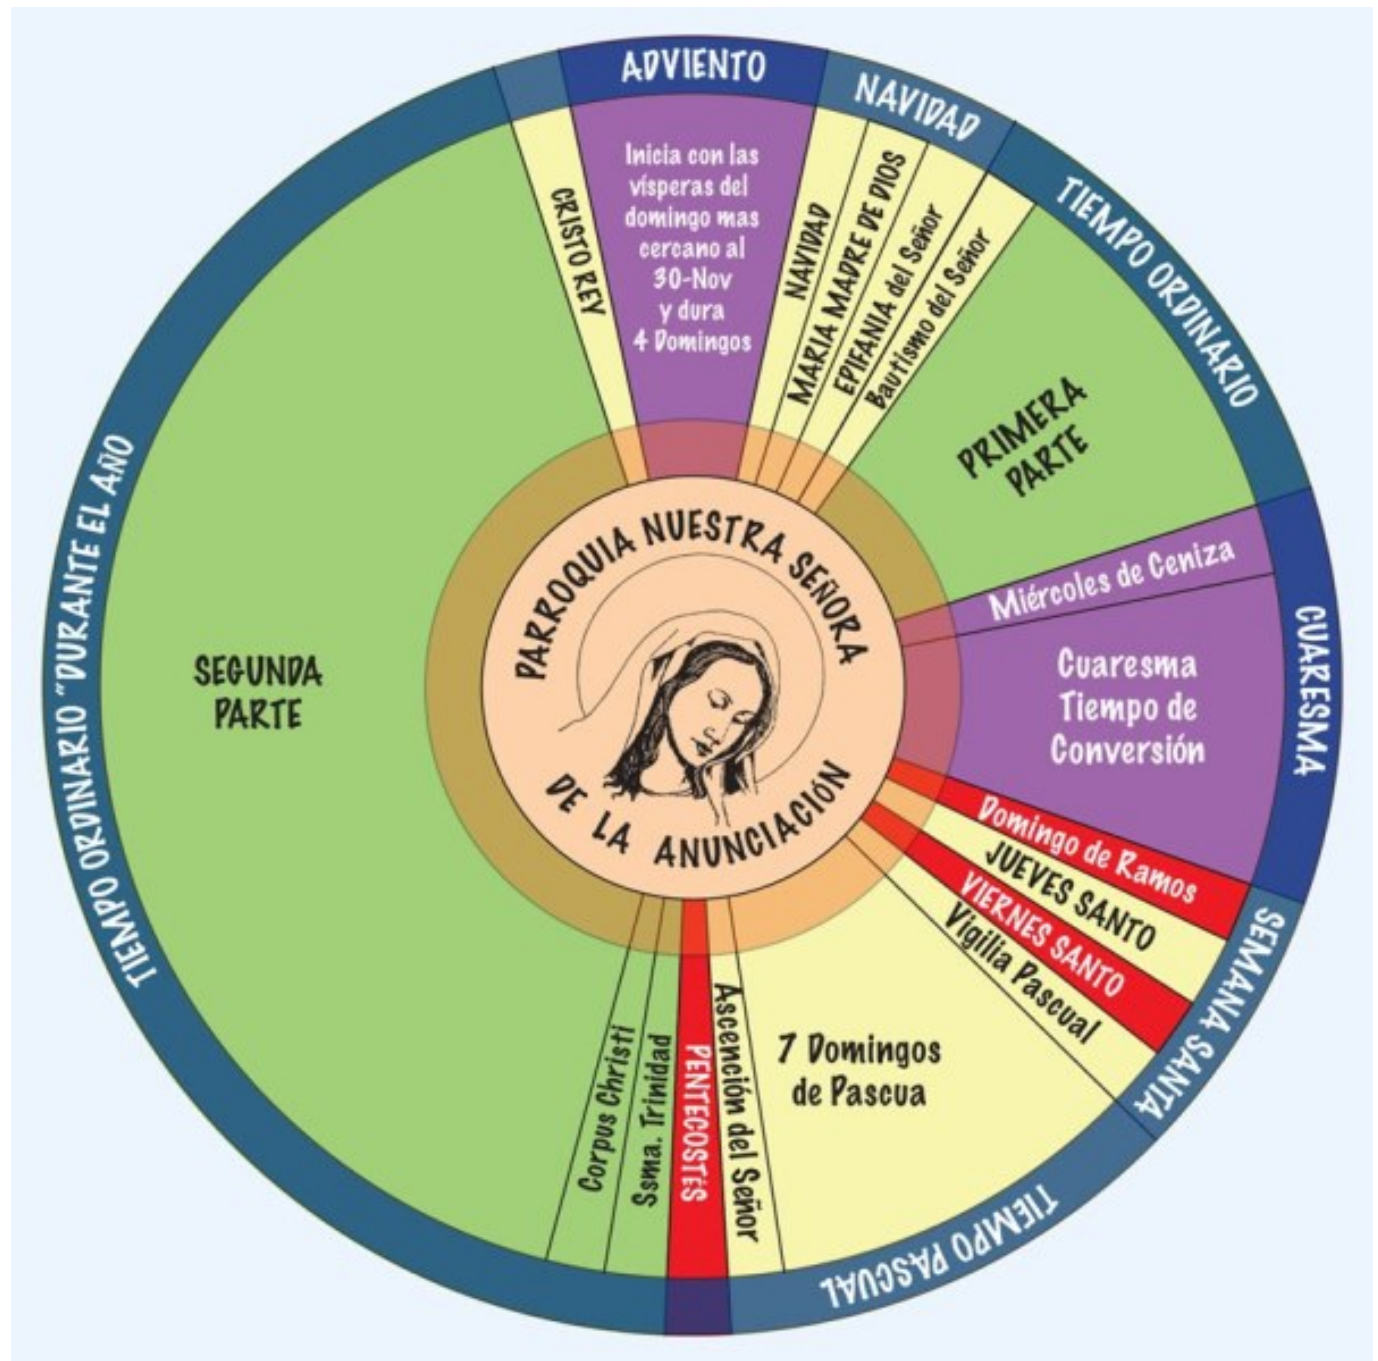 ADVIENTO
Inicia con las
vísperas del
domingo mas
cercano al
30-Nov
y dura
4 Domingos
NAVIDAD
NAVIDAD
MARIA MADRE DE DIOS
EPIFANIA del Señor
Bautismo del Señor
TIEMPO ORDINARIO
PRIMERA
PARTE
CUARESMA
Miércoles de Ceniza
Cuaresma
Tiempo de
Conversión
SEMANA SANTA
Domingo de Ramos
JUEVES SANTO
VIERNES SANTO
Vigilia Pascual
TIEMPO PASCUAL
7 Domingos
de Pascua
Ascención del Señor
PENTECOSTÉS
Ssma. Trinidad
Corpus Christi
TIEMPO ORDINARIO "DURANTE EL AÑO
SEGUNDA
PARTE
CRISTO REY
PARROQUIA NUESTRA SEÑORA
DE LA ANUNCIACIÓN